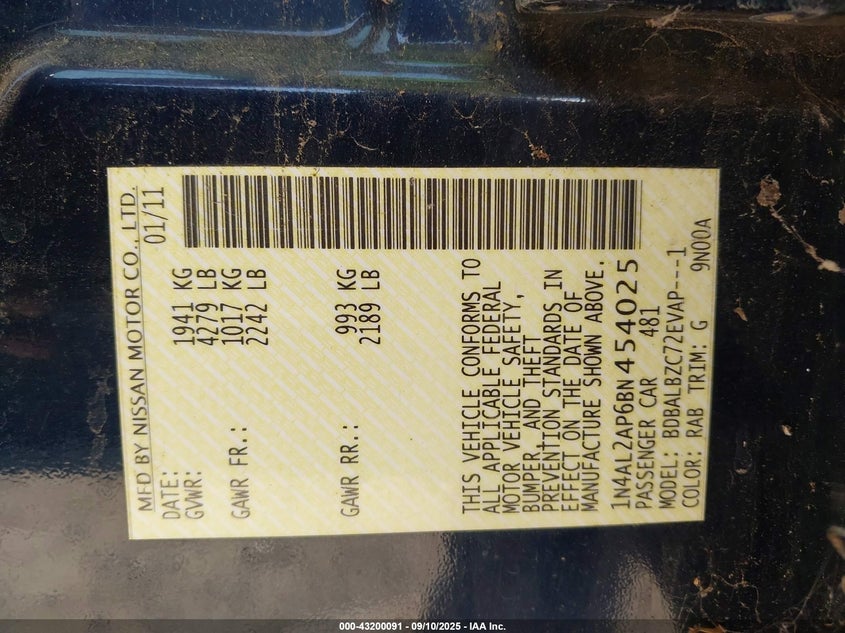 MFD BY NISSAN MOTOR CO., LTD.
DATE: 01/11
GVWR: 1941 KG
4279 LB
GAWR FR.: 1017 KG
2242 LB
GAWR RR.: 993 KG
2189 LB
THIS VEHICLE CONFORMS TO
ALL APPLICABLE FEDERAL
MOTOR VEHICLE SAFETY,
BUMPER, AND THEFT
PREVENTION STANDARDS IN
EFFECT ON THE DATE OF
MANUFACTURE SHOWN ABOVE.
1N4AL2AP6BN454025
PASSENGER CAR 481
MODEL: BDBALBZC72EVAP---1
COLOR: RAB TRIM: G 9N00A
000-43200091 - 09/10/2025 - IAA Inc.